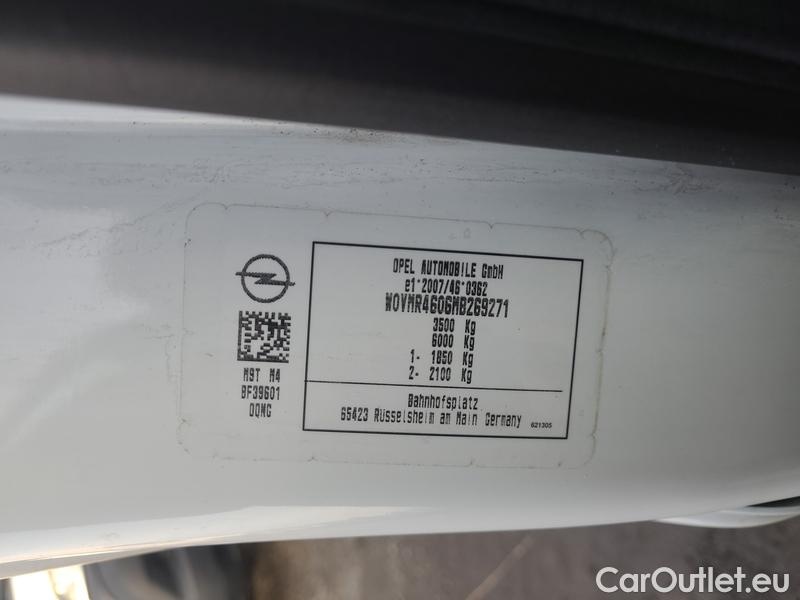 OPEL AUTOMOBILE GmbH
e1*2007/46*0362
W0VMR4606MB269271
3500 Kg
6000 Kg
1- 1850 Kg
2- 2100 Kg
Bahnhofsplatz
65423 Rüsselsheim am Main Germany
621305
M9T M4
BF39601
DQMG
CarOutlet.eu